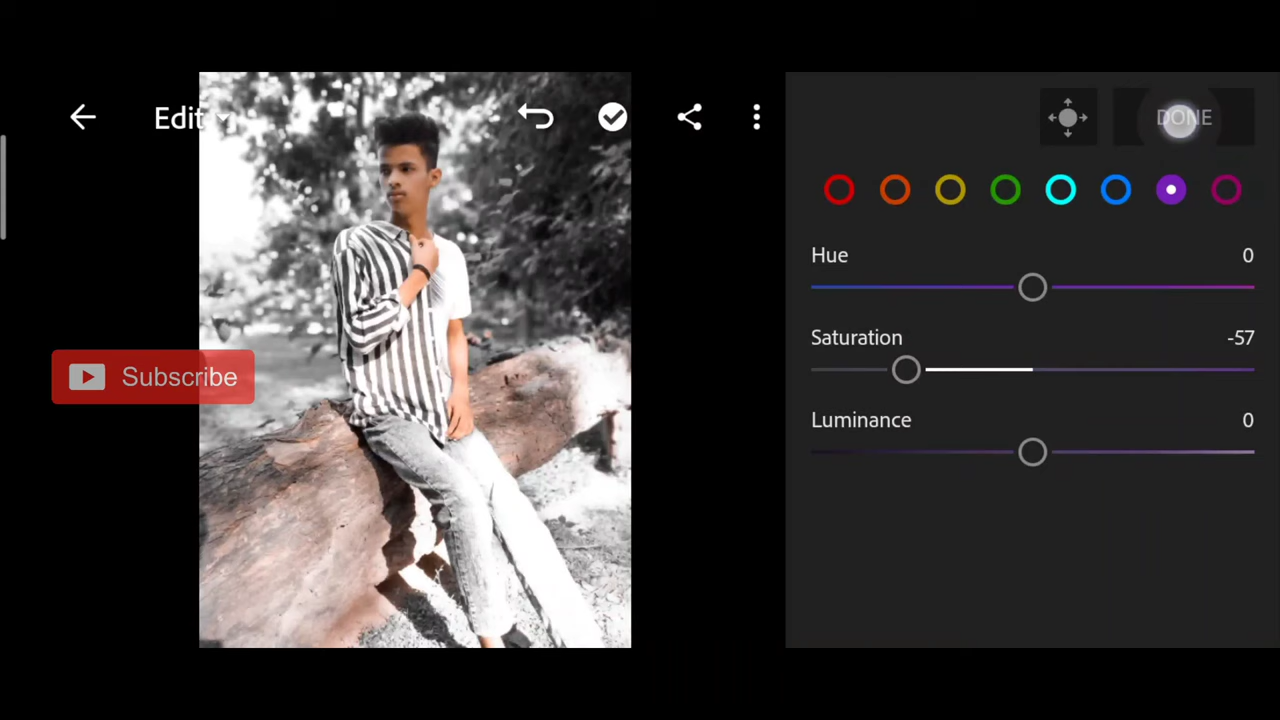 Edit
DONE
Hue 0
Saturation -57
Luminance 0
Subscribe